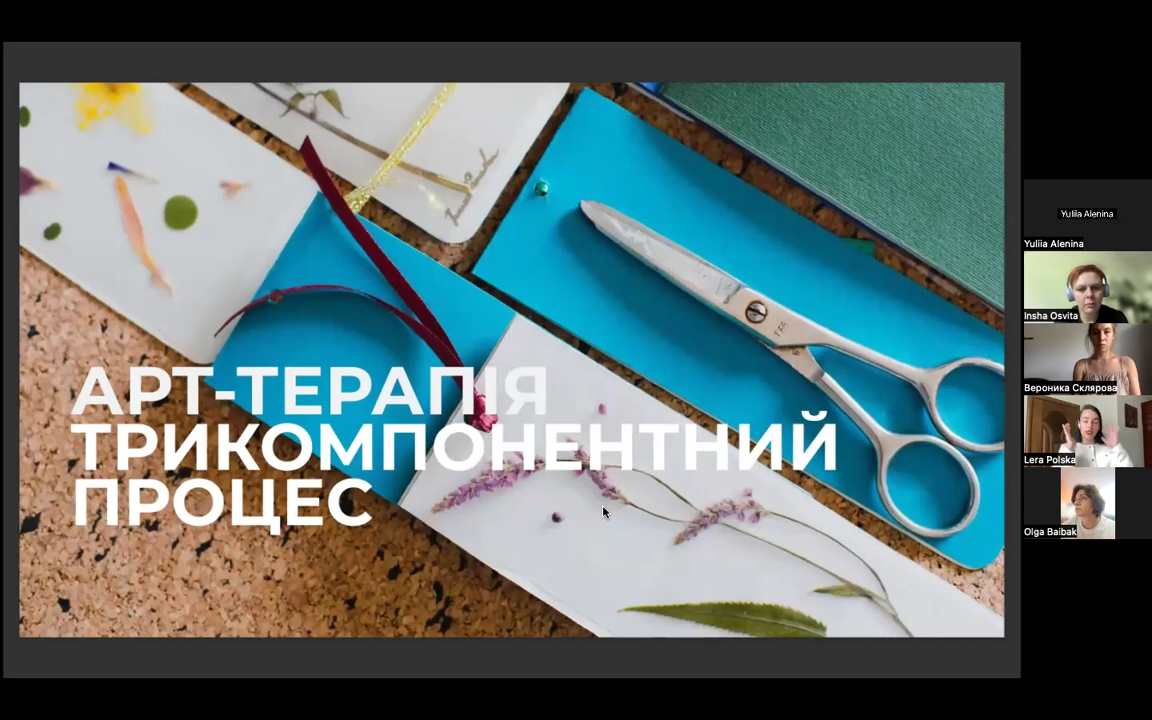 АРТ-ТЕРАПІЯ
ТРИКОМПОНЕНТНИЙ
ПРОЦЕС
Yuliia Alenina
Yuliia Alenina
Insha Osvita
Вероника Склярова
Lera Polska
Olga Baibak